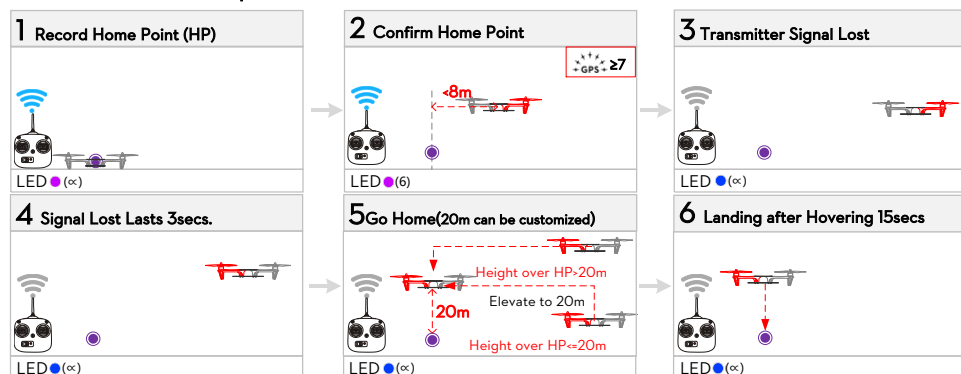 1 Record Home Point (HP)
LED (∝)
2 Confirm Home Point
GPS ≥7
<8m
LED (6)
3 Transmitter Signal Lost
LED (∝)
4 Signal Lost Lasts 3secs.
LED (∝)
5 Go Home(20m can be customized)
Height over HP>20m
Elevate to 20m
20m
Height over HP<=20m
LED (∝)
6 Landing after Hovering 15secs
LED (∝)